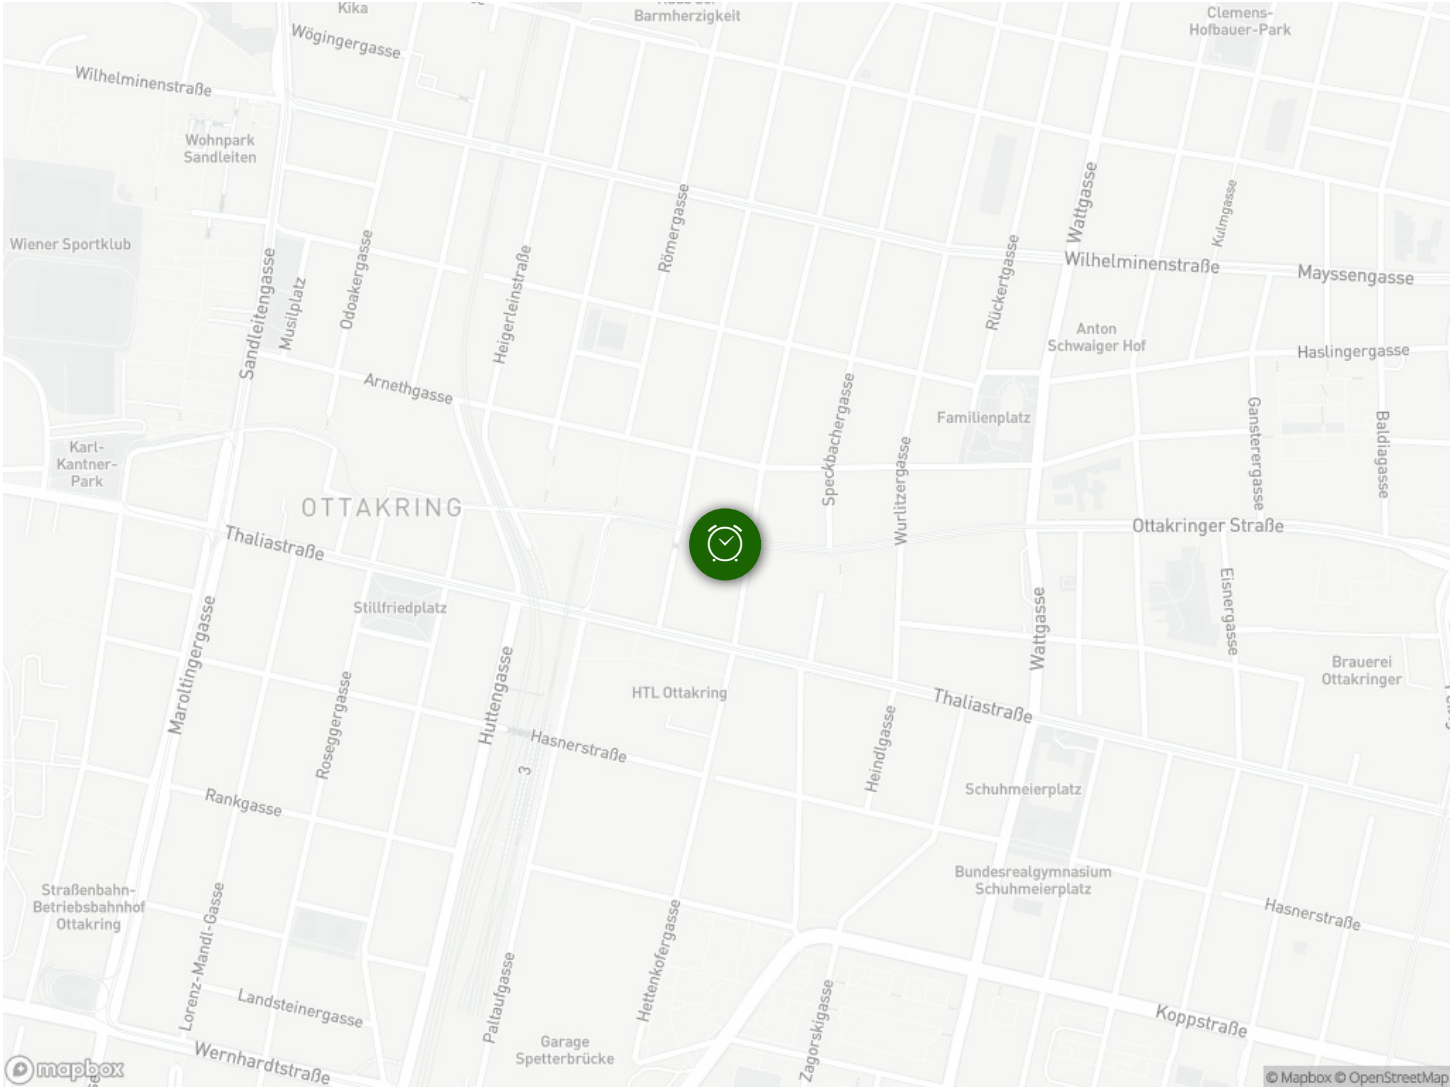 Kika
Barmherzigkeit
Clemens-
Hofbauer-Park
Wögingergasse
Wilhelminenstraße
Wohnpark
Sandleiten
Wattgasse
Kulmgasse
Römergasse
Wiener Sportklub
Odoakergasse
Heigerleinstraße
Rückertgasse
Wilhelminenstraße
Mayssengasse
Sandleitengasse
Musilplatz
Anton
Schwaiger Hof
Haslingergasse
Arnethgasse
Speckbachergasse
Familienplatz
Gansterergasse
Baldiagasse
Karl-
Kantner-
Park
Wurlitzergasse
OTTAKRING
Thaliastraße
Ottakringer Straße
Stillfriedplatz
Eisnergasse
Maroltingergasse
Wattgasse
Huttengasse
HTL Ottakring
Brauerei
Ottakringer
Roseggergasse
Thaliastraße
Hasnerstraße
3
Heindlgasse
Rankgasse
Schuhmeierplatz
Bundesrealgymnasium
Schuhmeierplatz
Straßenbahn-
Betriebsbahnhof
Ottakring
Lorenz-Mandl-Gasse
Hasnerstraße
Hettenkofergasse
Paltaufgasse
Landsteinergasse
Zagorskigasse
Koppstraße
Garage
Spetterbrücke
Wernhardtstraße
mapbox
© Mapbox © OpenStreetMap